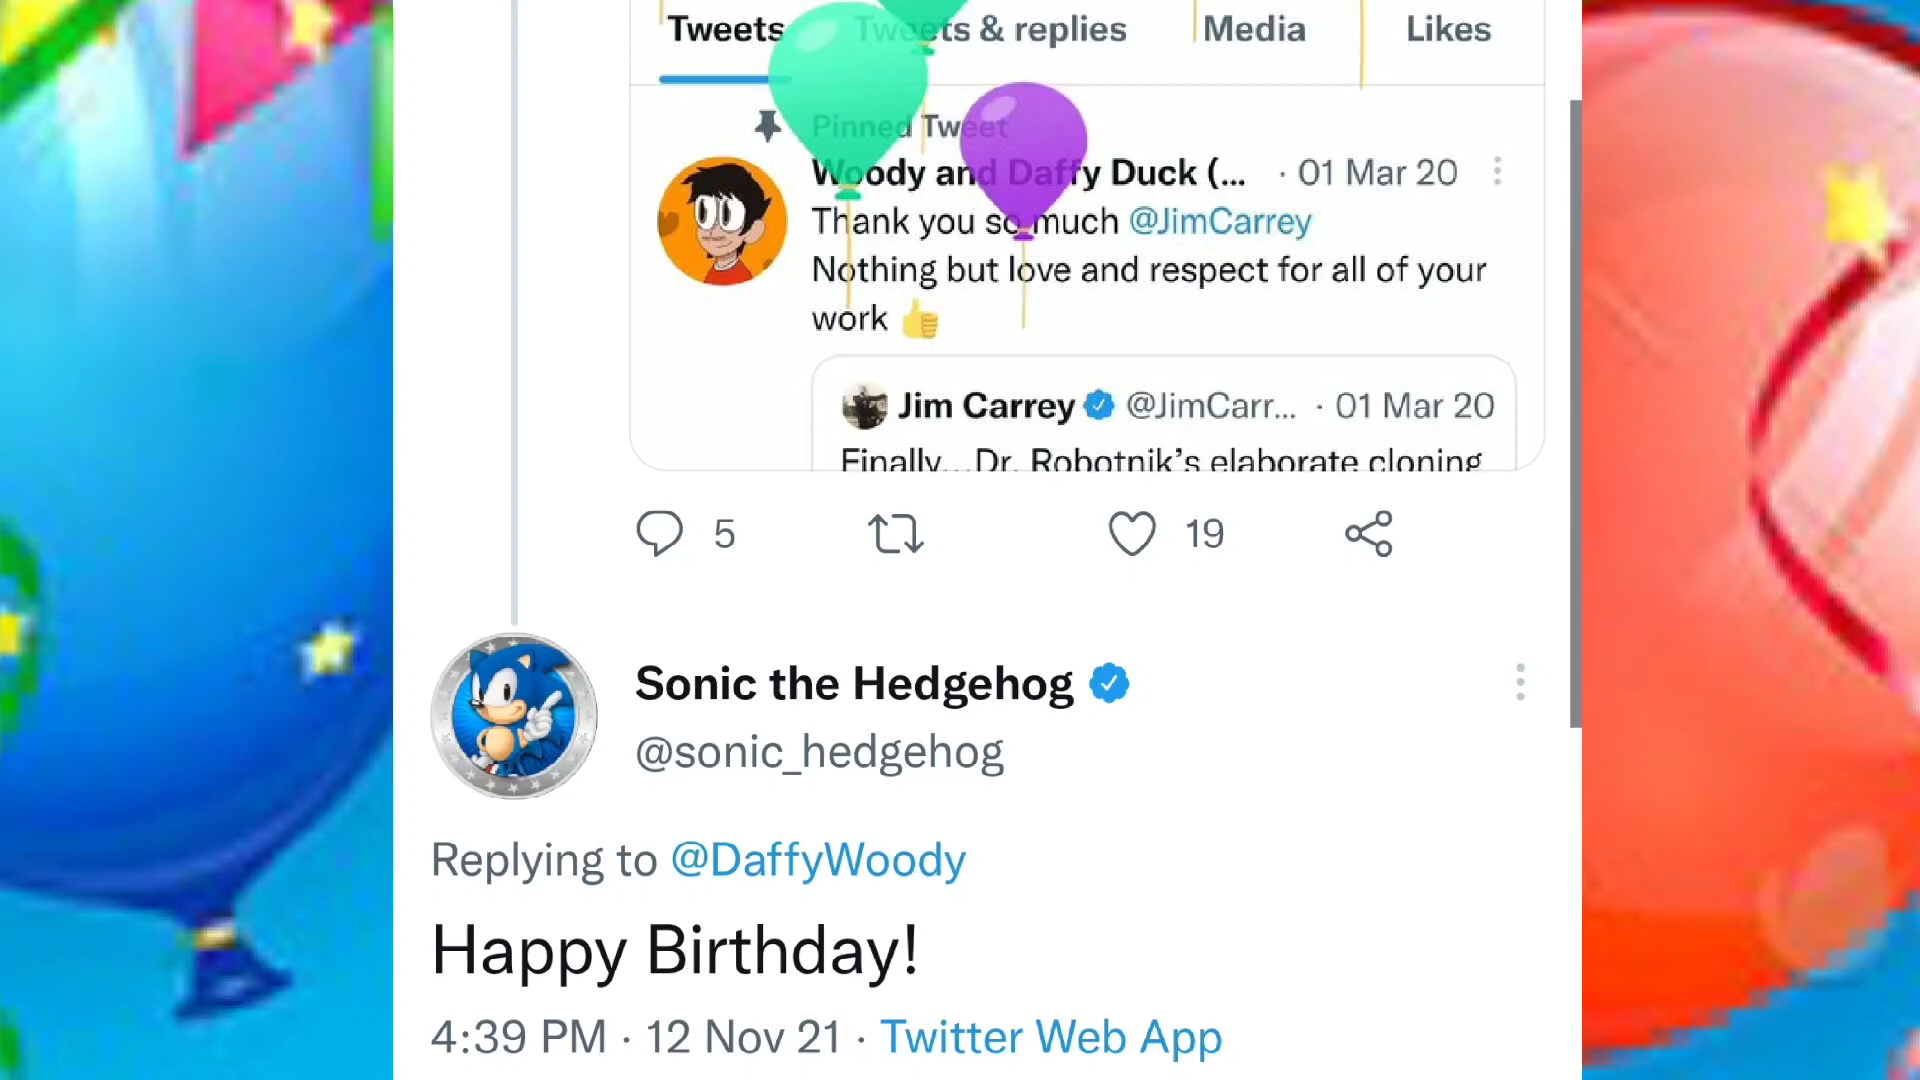 Tweets Tweets & replies Media Likes
Pinned Tweet
Woody and Daffy Duck (... · 01 Mar 20
Thank you so much @JimCarrey
Nothing but love and respect for all of your
work
Jim Carrey @JimCarr... · 01 Mar 20
Finally...Dr. Robotnik's elaborate cloning
5 19
Sonic the Hedgehog
@sonic_hedgehog
Replying to @DaffyWoody
Happy Birthday!
4:39 PM · 12 Nov 21 · Twitter Web App